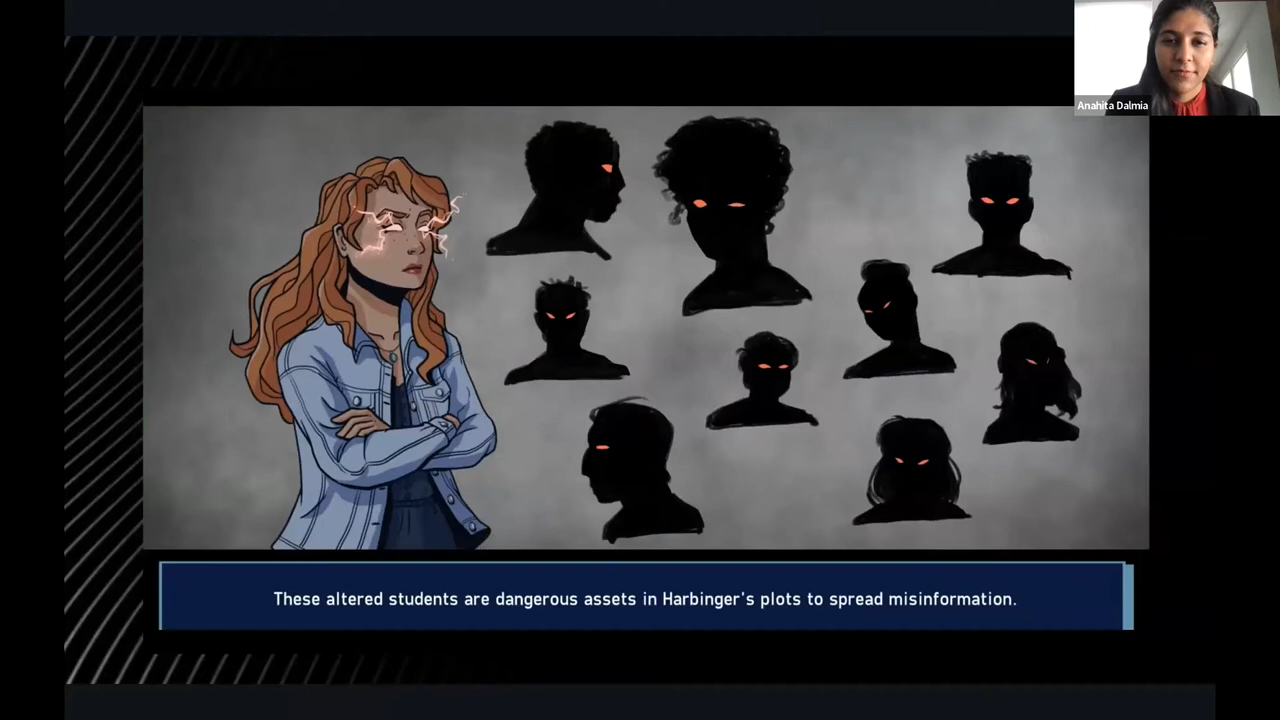 Anahita Dalmia
These altered students are dangerous assets in Harbinger's plots to spread misinformation.